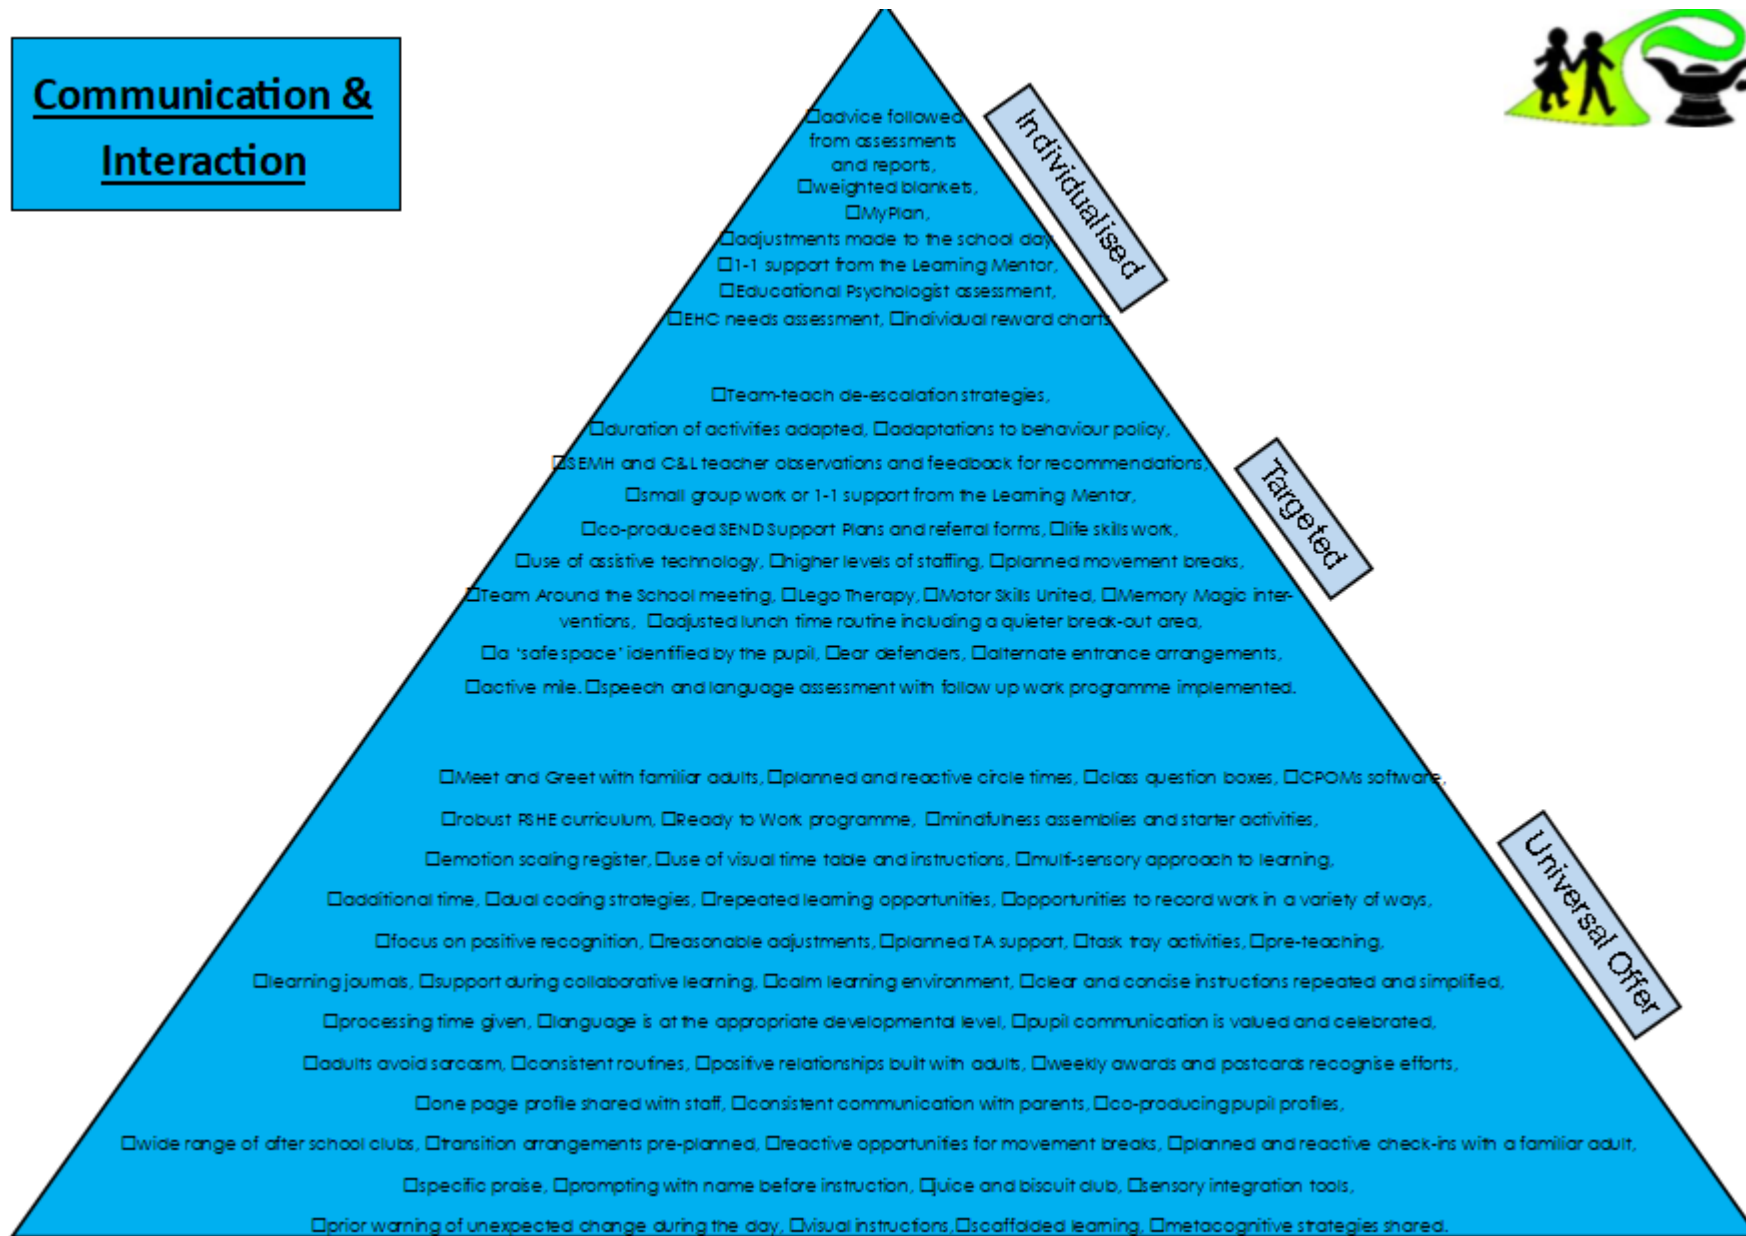 Communication &
Interaction
☐advice followed
from assessments
and reports,
☐weighted blankets,
☐MyPlan,
☐adjustments made to the school day
☐1-1 support from the Learning Mentor,
☐Educational Psychologist assessment,
☐EHC needs assessment, ☐individual reward charts
Individualised
☐Team-teach de-escalation strategies,
☐duration of activities adapted, ☐adaptations to behaviour policy,
☐SEMH and C&L teacher observations and feedback for recommendations,
☐small group work or 1-1 support from the Learning Mentor,
☐co-produced SEND Support Plans and referral forms, ☐life skills work,
☐use of assistive technology, ☐higher levels of staffing, ☐planned movement breaks,
☐Team Around the School meeting, ☐Lego Therapy, ☐Motor Skills United, ☐Memory Magic inter-
ventions, ☐adjusted lunch time routine including a quieter break-out area,
☐a 'safe space' identified by the pupil, ☐ear defenders, ☐alternate entrance arrangements,
☐active mile. ☐speech and language assessment with follow up work programme implemented.
Targeted
☐Meet and Greet with familiar adults, ☐planned and reactive circle times, ☐class question boxes, ☐CPOMs software,
☐robust PSHE curriculum, ☐Ready to Work programme, ☐mindfulness assemblies and starter activities,
☐emotion scaling register, ☐use of visual time table and instructions, ☐multi-sensory approach to learning,
☐additional time, ☐dual coding strategies, ☐repeated learning opportunities, ☐opportunities to record work in a variety of ways,
☐focus on positive recognition, ☐reasonable adjustments, ☐planned TA support, ☐task tray activities, ☐pre-teaching,
☐learning journals, ☐support during collaborative learning, ☐calm learning environment, ☐clear and concise instructions repeated and simplified,
☐processing time given, ☐language is at the appropriate developmental level, ☐pupil communication is valued and celebrated,
☐adults avoid sarcasm, ☐consistent routines, ☐positive relationships built with adults, ☐weekly awards and postcards recognise efforts,
☐one page profile shared with staff, ☐consistent communication with parents, ☐co-producing pupil profiles,
☐wide range of after school clubs, ☐transition arrangements pre-planned, ☐reactive opportunities for movement breaks, ☐planned and reactive check-ins with a familiar adult,
☐specific praise, ☐prompting with name before instruction, ☐juice and biscuit club, ☐sensory integration tools,
☐prior warning of unexpected change during the day, ☐visual instructions, ☐scaffolded learning, ☐metacognitive strategies shared.
Universal Offer